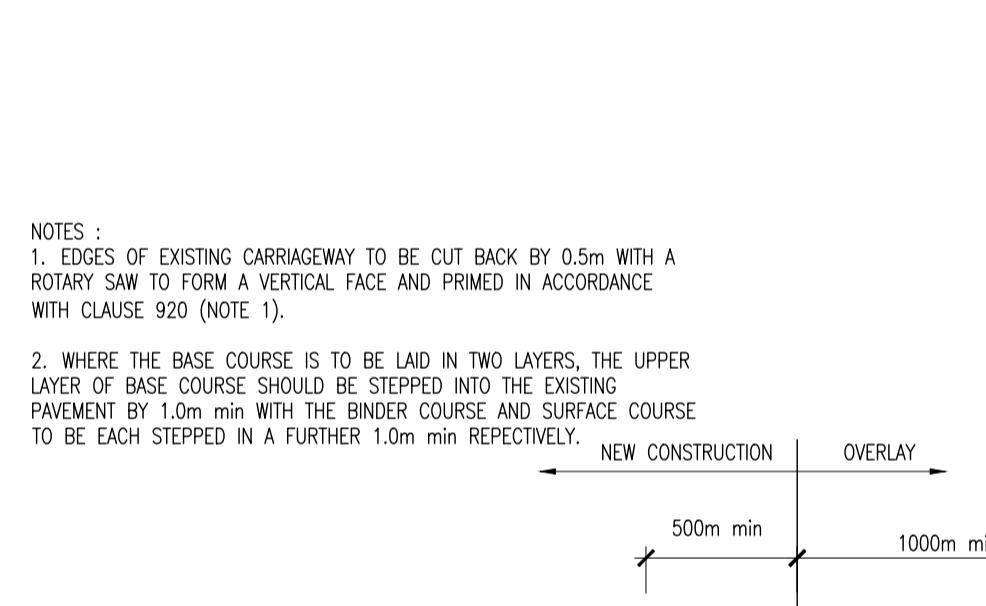 NOTES :
1. EDGES OF EXISTING CARRIAGEWAY TO BE CUT BACK BY 0.5m WITH A
ROTARY SAW TO FORM A VERTICAL FACE AND PRIMED IN ACCORDANCE
WITH CLAUSE 920 (NOTE 1).
2. WHERE THE BASE COURSE IS TO BE LAID IN TWO LAYERS, THE UPPER
LAYER OF BASE COURSE SHOULD BE STEPPED INTO THE EXISTING
PAVEMENT BY 1.0m min WITH THE BINDER COURSE AND SURFACE COURSE
TO BE EACH STEPPED IN A FURTHER 1.0m min REPECTIVELY.
NEW CONSTRUCTION OVERLAY
500m min
1000m